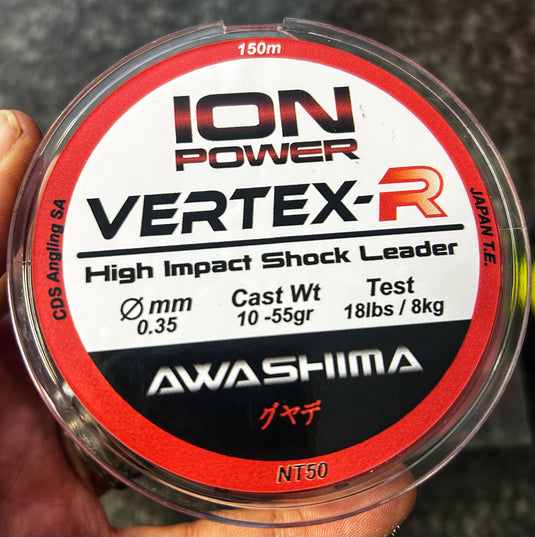 150m
ION
POWER
VERTEX-R
High Impact Shock Leader
Ø mm
0.35
Cast Wt
10 -55gr
Test
18lbs / 8kg
CDS Angling SA
JAPAN T.E.
AWASHIMA
グヤデ
NT50